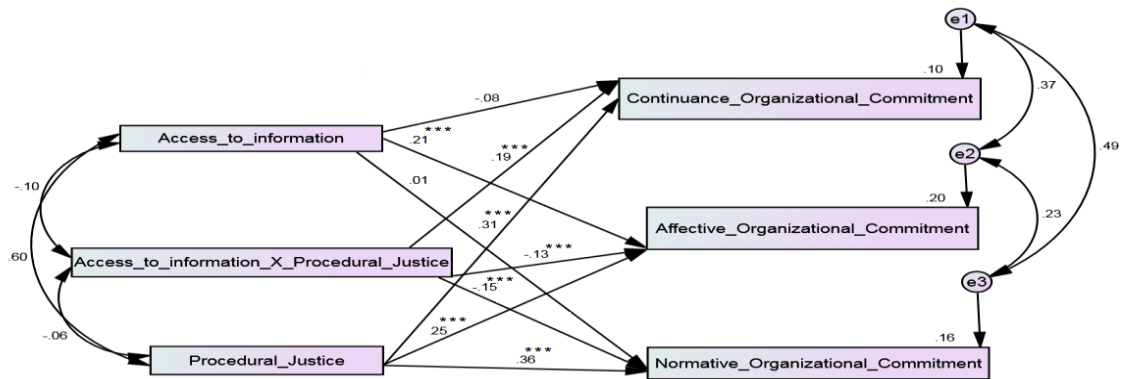 e1
.10
.37
Continuance_Organizational_Commitment
-.08
Access_to_information
***
.21
***
.19
.49
e2
-.10
.01
.20
***
.31
.23
Affective_Organizational_Commitment
.60
Access_to_information_X_Procedural_Justice
-.13***
***
-.15
e3
-.06
***
.25
***
.36
.16
Procedural_Justice
Normative_Organizational_Commitment